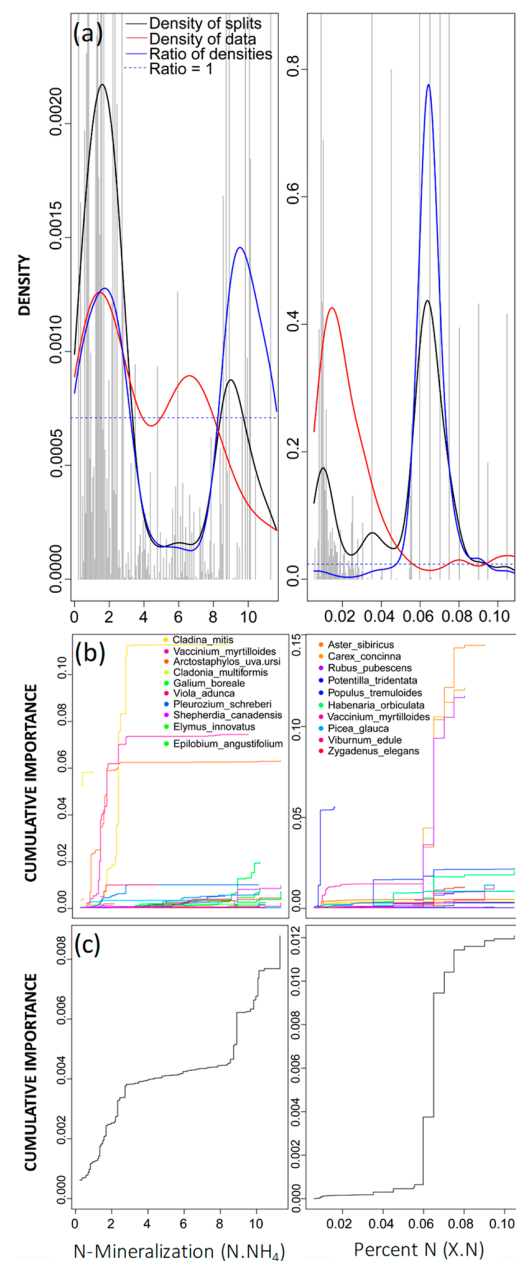 (a)
Density of splits
Density of data
Ratio of densities
Ratio = 1
DENSITY
0.0020
0.0015
0.0010
0.0005
0.0000
0 2 4 6 8 10
0.8
0.6
0.4
0.2
0.0
0.02 0.04 0.06 0.08 0.10
(b)
Cladina_mitis
Vaccinium_myrtilloides
Arctostaphylos_uva.ursi
Cladonia_multiformis
Galium_boreale
Viola_adunca
Pleurozium_schreberi
Shepherdia_canadensis
Elymus_innovatus
Epilobium_angustifolium
CUMULATIVE IMPORTANCE
0.10
0.08
0.06
0.04
0.02
0.00
Aster_sibiricus
Carex_concinna
Rubus_pubescens
Potentilla_tridentata
Populus_tremuloides
Habenaria_orbiculata
Vaccinium_myrtilloides
Picea_glauca
Viburnum_edule
Zygadenus_elegans
0.15
0.10
0.05
0.00
(c)
CUMULATIVE IMPORTANCE
0.008
0.006
0.004
0.002
0.000
0 2 4 6 8 10
N-Mineralization (N.NH₄)
0.012
0.010
0.008
0.006
0.004
0.002
0.000
0.02 0.04 0.06 0.08 0.10
Percent N (X.N)